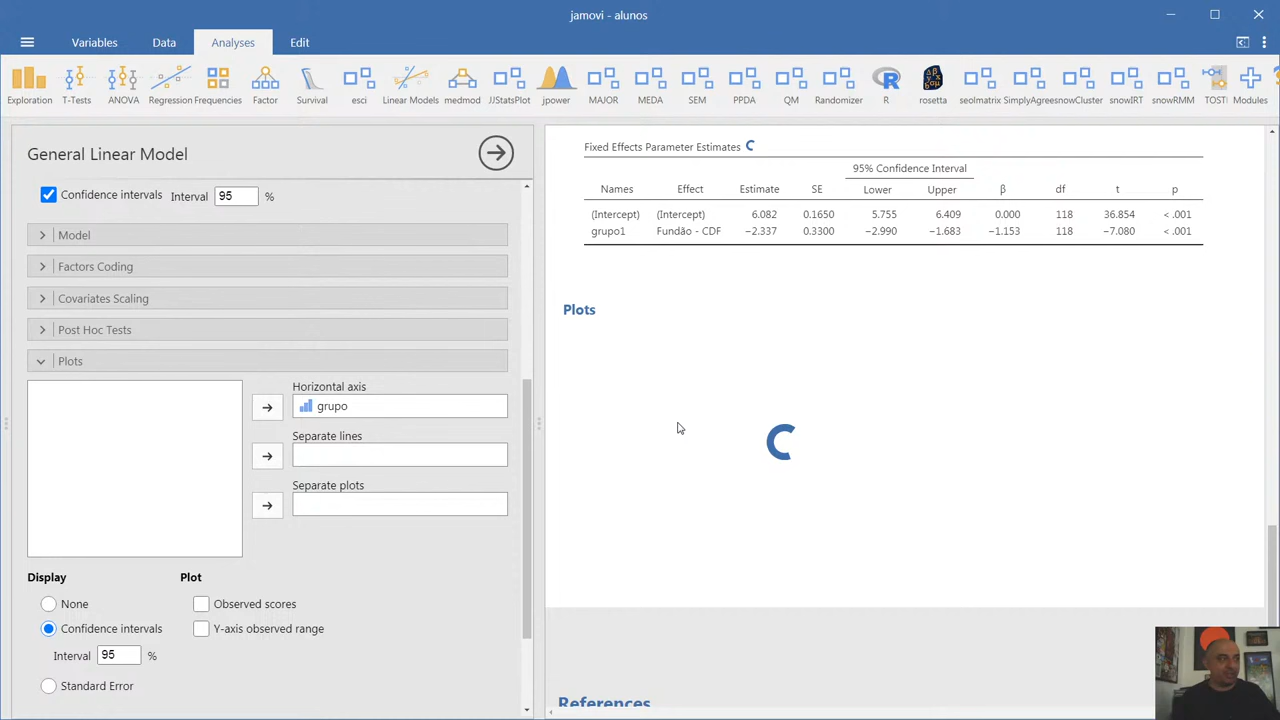 jamovi - alunos
Variables Data Analyses Edit
Exploration T-Tests ANOVA Regression Frequencies Factor Survival esci Linear Models medmod JJStatsPlot jpower MAJOR MEDA SEM PPDA QM Randomizer R rosetta seolmatrix SimplyAgree snowCluster snowIRT snowRMM TOST Modules
General Linear Model
Confidence intervals Interval 95 %
Model
Factors Coding
Covariates Scaling
Post Hoc Tests
Plots
Horizontal axis
grupo
Separate lines
Separate plots
Display Plot
None Observed scores
Confidence intervals Y-axis observed range
Interval 95 %
Standard Error
Fixed Effects Parameter Estimates
95% Confidence Interval
Names Effect Estimate SE Lower Upper β df t p
(Intercept) (Intercept) 6.082 0.1650 5.755 6.409 0.000 118 36.854 < .001
grupo1 Fundão - CDF −2.337 0.3300 −2.990 −1.683 −1.153 118 −7.080 < .001
Plots
References